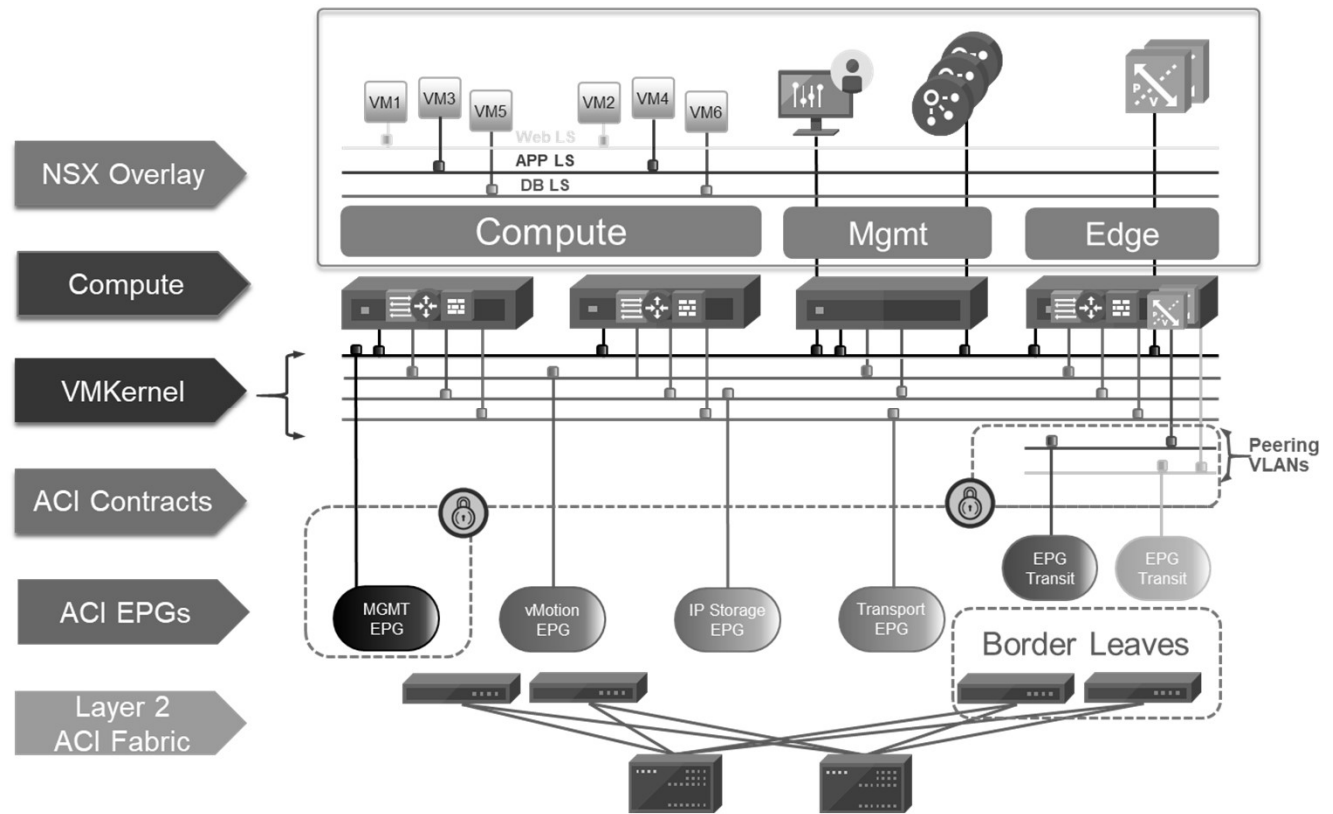 VM1
VM3
VM5
VM2
VM4
VM6
P
V
Web LS
APP LS
DB LS
NSX Overlay
Compute
Mgmt
Edge
Compute
VMKernel
Peering
VLANs
ACI Contracts
EPG
Transit
EPG
Transit
ACI EPGs
MGMT
EPG
vMotion
EPG
IP Storage
EPG
Transport
EPG
Border Leaves
Layer 2
ACI Fabric